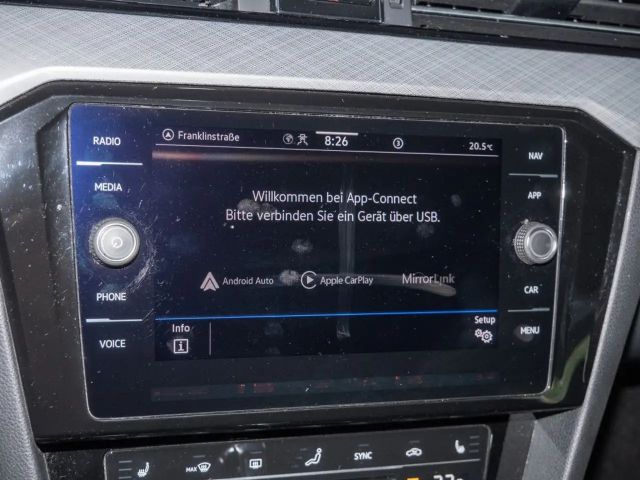 RADIO
MEDIA
PHONE
VOICE
Franklinstraße
8:26
3
20.5°C
Willkommen bei App-Connect
Bitte verbinden Sie ein Gerät über USB.
Android Auto
Apple CarPlay
MirrorLink
Info
i
Setup
NAV
APP
CAR
MENU
MAX
SYNC